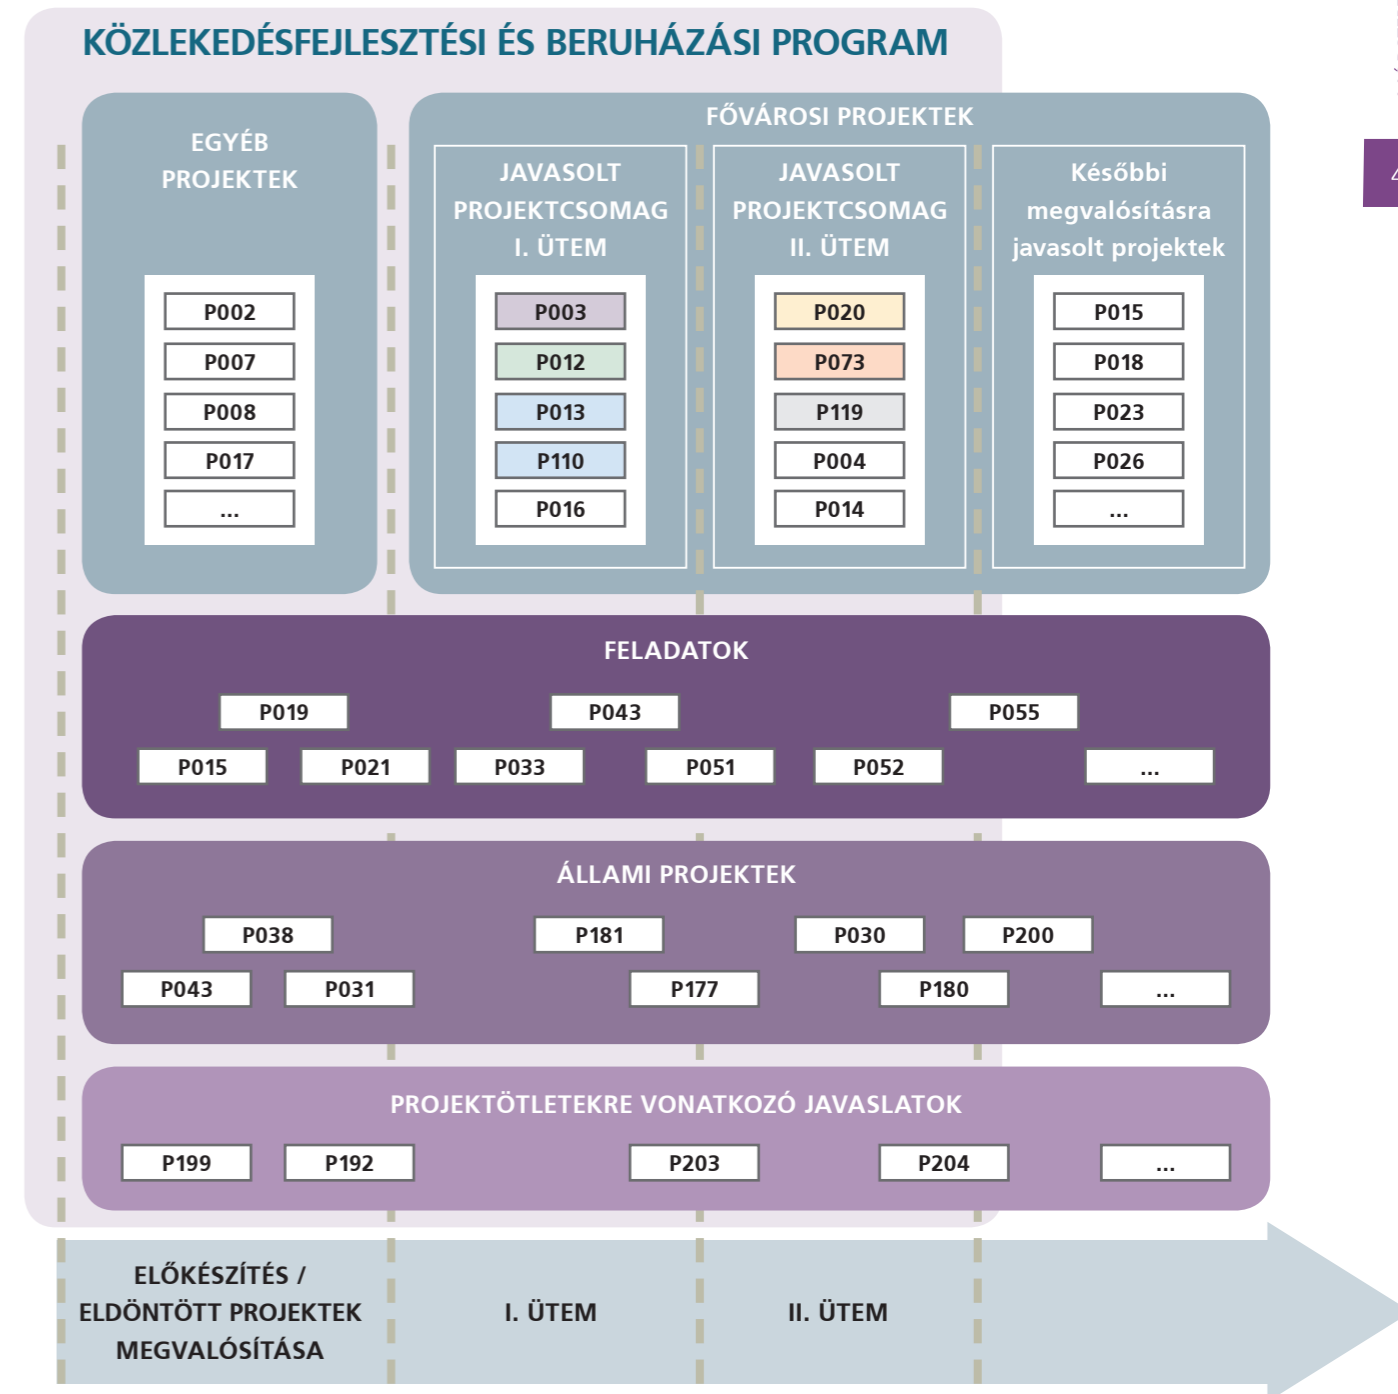 KÖZLEKEDÉSFEJLESZTÉSI ÉS BERUHÁZÁSI PROGRAM
EGYÉB
PROJEKTEK
P002
P007
P008
P017
...
FŐVÁROSI PROJEKTEK
JAVASOLT
PROJEKTCSOMAG
I. ÜTEM
P003
P012
P013
P110
P016
JAVASOLT
PROJEKTCSOMAG
II. ÜTEM
P020
P073
P119
P004
P014
Későbbi
megvalósításra
javasolt projektek
P015
P018
P023
P026
...
FELADATOK
P019 P043 P055
P015 P021 P033 P051 P052 ...
ÁLLAMI PROJEKTEK
P038 P181 P030 P200
P043 P031 P177 P180 ...
PROJEKTÖTLETEKRE VONATKOZÓ JAVASLATOK
P199 P192 P203 P204 ...
ELŐKÉSZÍTÉS /
ELDÖNTÖTT PROJEKTEK
MEGVALÓSÍTÁSA
I. ÜTEM
II. ÜTEM